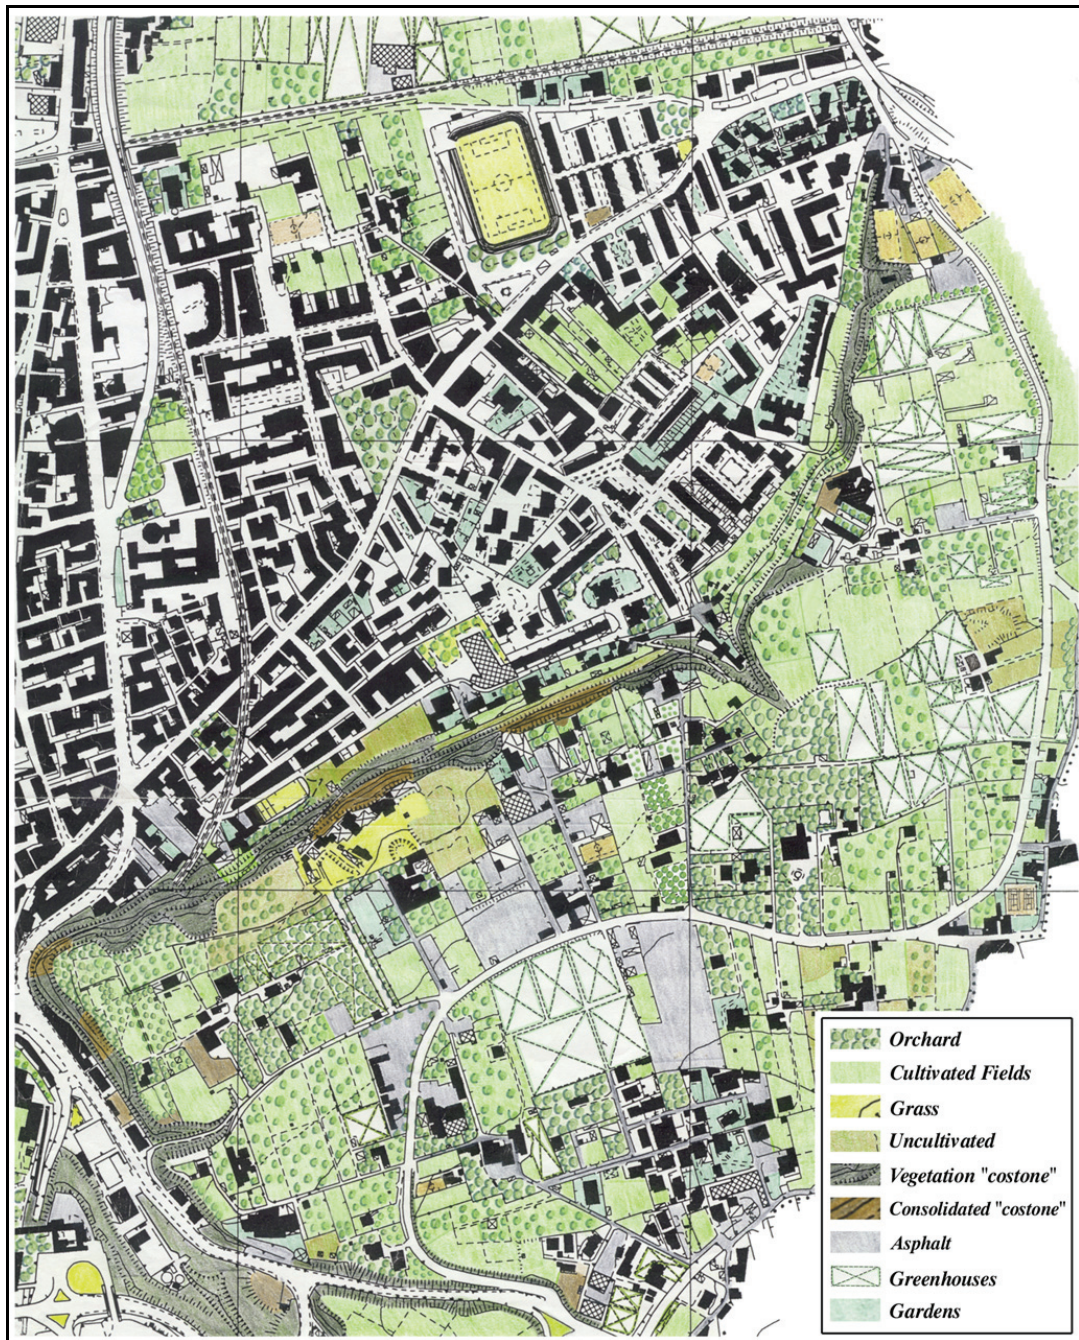 Orchard
Cultivated Fields
Grass
Uncultivated
Vegetation "costone"
Consolidated "costone"
Asphalt
Greenhouses
Gardens